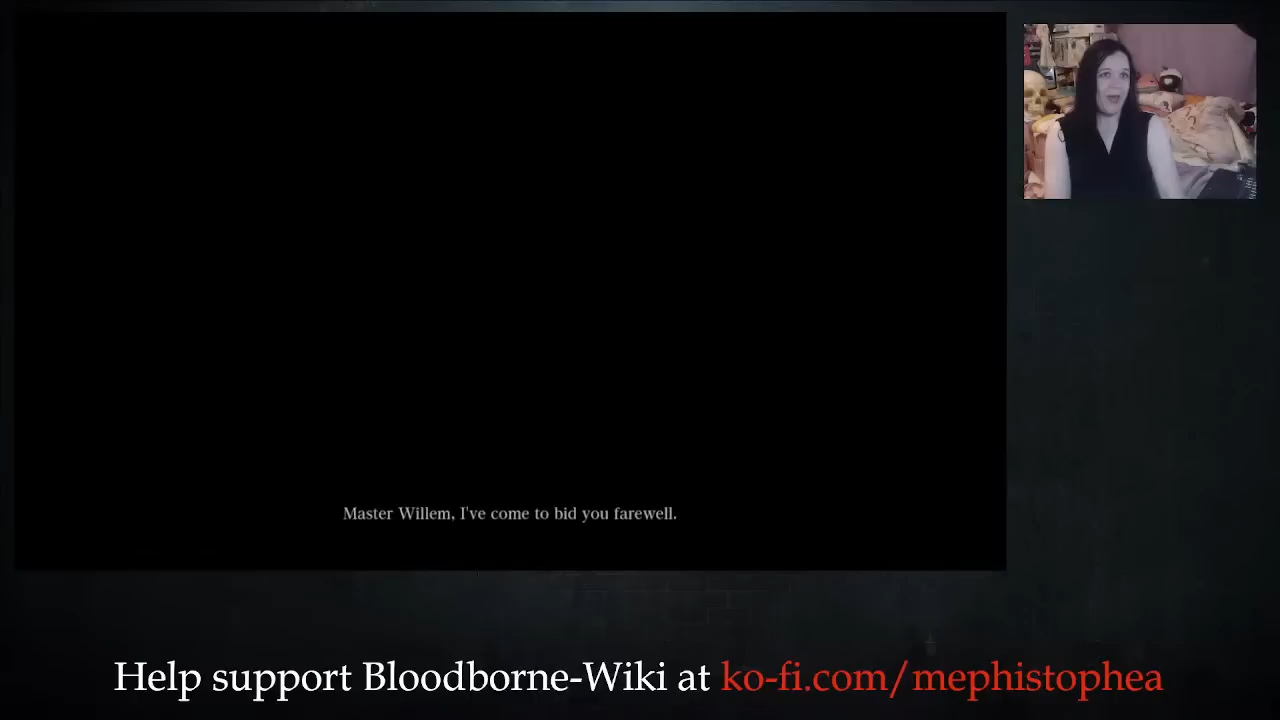 Master Willem, I've come to bid you farewell.
Help support Bloodborne-Wiki at ko-fi.com/mephistophea